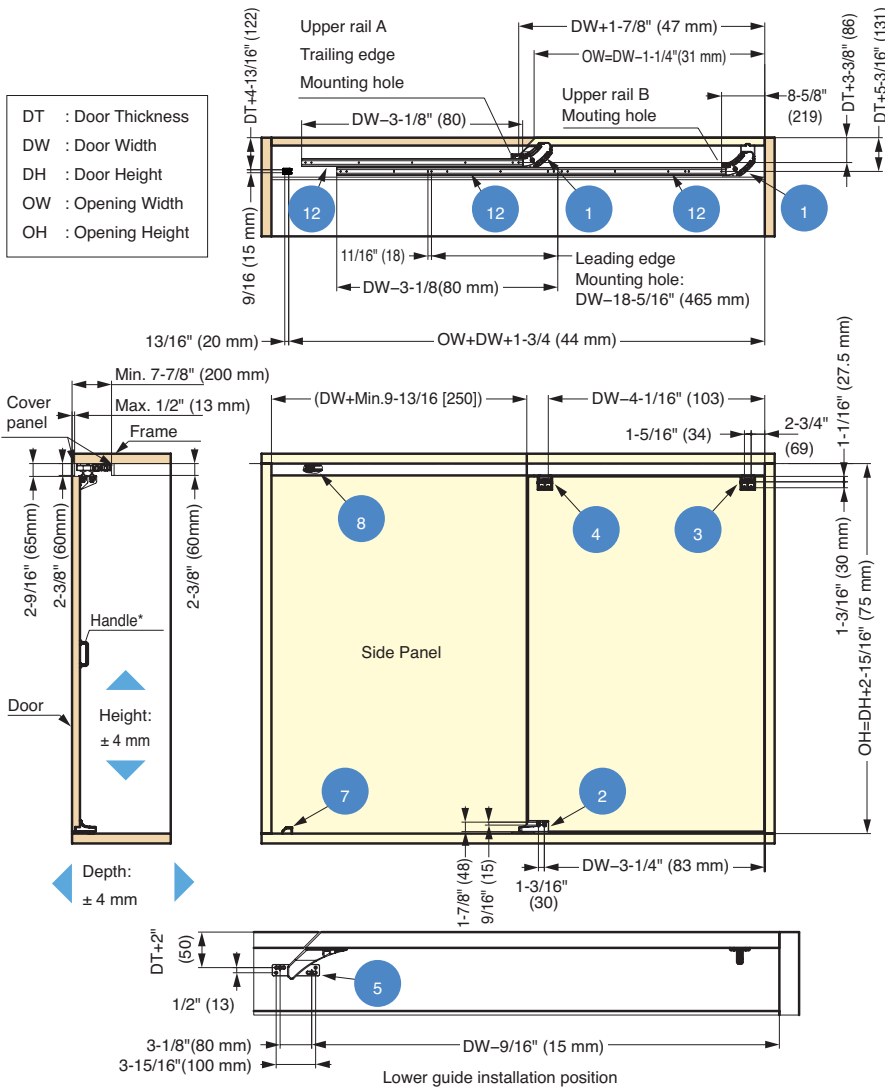 DT : Door Thickness
DW : Door Width
DH : Door Height
OW : Opening Width
OH : Opening Height
DT+4-13/16" (122)
9/16 (15 mm)
Upper rail A
Trailing edge
Mounting hole
DW−3-1/8" (80)
DW+1-7/8" (47 mm)
OW=DW−1-1/4"(31 mm)
Upper rail B
Mouting hole
8-5/8"
(219)
DT+3-3/8" (86)
DT+5-3/16" (131)
12
12
1
12
1
11/16" (18)
DW−3-1/8(80 mm)
Leading edge
Mounting hole:
DW−18-5/16" (465 mm)
13/16" (20 mm)
OW+DW+1-3/4 (44 mm)
Min. 7-7/8" (200 mm)
Max. 1/2" (13 mm)
Cover
panel
Frame
2-9/16" (65mm)
2-3/8" (60mm)
2-3/8" (60mm)
Handle*
Door
Height:
± 4 mm
Depth:
± 4 mm
(DW+Min.9-13/16 [250])
DW−4-1/16" (103)
1-5/16" (34)
2-3/4"
(69)
1-1/16" (27.5 mm)
1-3/16" (30 mm)
OH=DH+2-15/16" (75 mm)
8
4
3
Side Panel
7
2
1-7/8" (48)
9/16" (15)
1-3/16"
(30)
DW−3-1/4" (83 mm)
DT+2"
(50)
1/2" (13)
5
3-1/8"(80 mm)
3-15/16"(100 mm)
DW−9/16" (15 mm)
Lower guide installation position